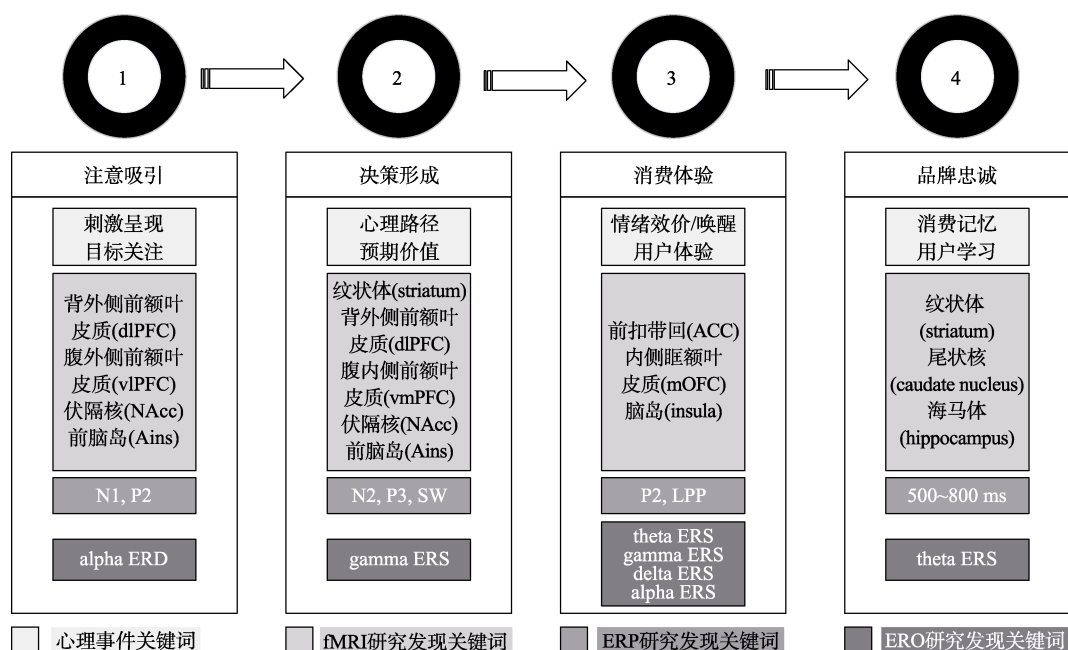 1
2
3
4
注意吸引
刺激呈现
目标关注
背外侧前额叶
皮质(dlPFC)
腹外侧前额叶
皮质(vlPFC)
伏隔核(NAcc)
前脑岛(Ains)
N1, P2
alpha ERD
决策形成
心理路径
预期价值
纹状体(striatum)
背外侧前额叶
皮质(dlPFC)
腹内侧前额叶
皮质(vmPFC)
伏隔核(NAcc)
前脑岛(Ains)
N2, P3, SW
gamma ERS
消费体验
情绪效价/唤醒
用户体验
前扣带回(ACC)
内侧眶额叶
皮质(mOFC)
脑岛(insula)
P2, LPP
theta ERS
gamma ERS
delta ERS
alpha ERS
品牌忠诚
消费记忆
用户学习
纹状体
(striatum)
尾状核
(caudate nucleus)
海马体
(hippocampus)
500~800 ms
theta ERS
心理事件关键词
fMRI研究发现关键词
ERP研究发现关键词
ERO研究发现关键词